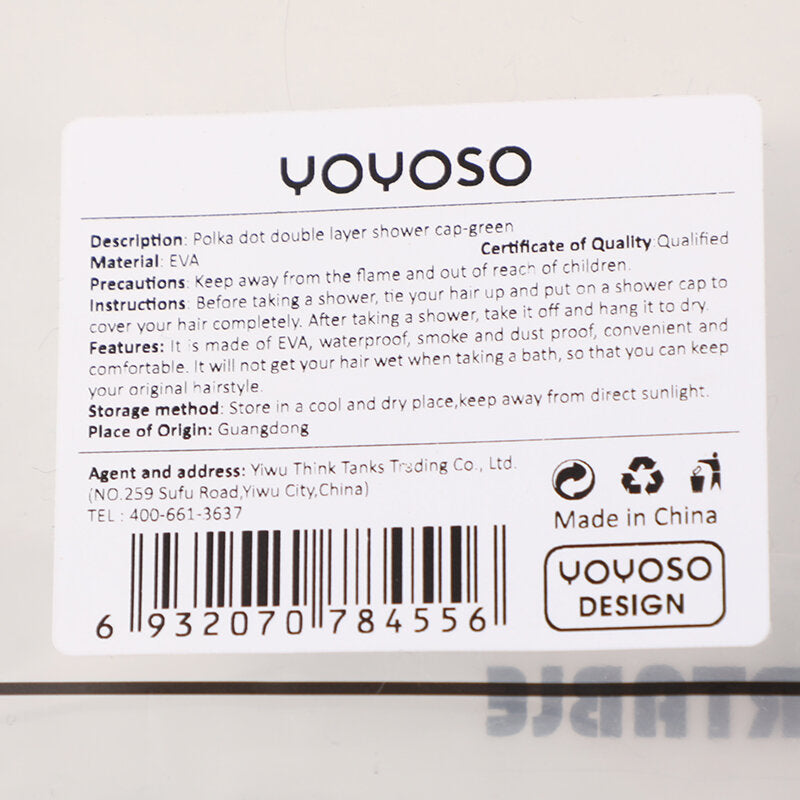 YOYOSO
Description: Polka dot double layer shower cap-green
Material: EVA Certificate of Quality:Qualified
Precautions: Keep away from the flame and out of reach of children.
Instructions: Before taking a shower, tie your hair up and put on a shower cap to
cover your hair completely. After taking a shower, take it off and hang it to dry.
Features: It is made of EVA, waterproof, smoke and dust proof, convenient and
comfortable. It will not get your hair wet when taking a bath, so that you can keep
your original hairstyle.
Storage method: Store in a cool and dry place,keep away from direct sunlight.
Place of Origin: Guangdong
Agent and address: Yiwu Think Tanks Trading Co., Ltd.
(NO.259 Sufu Road,Yiwu City,China)
TEL : 400-661-3637
Made in China
YOYOSO
DESIGN
6 932070 784556